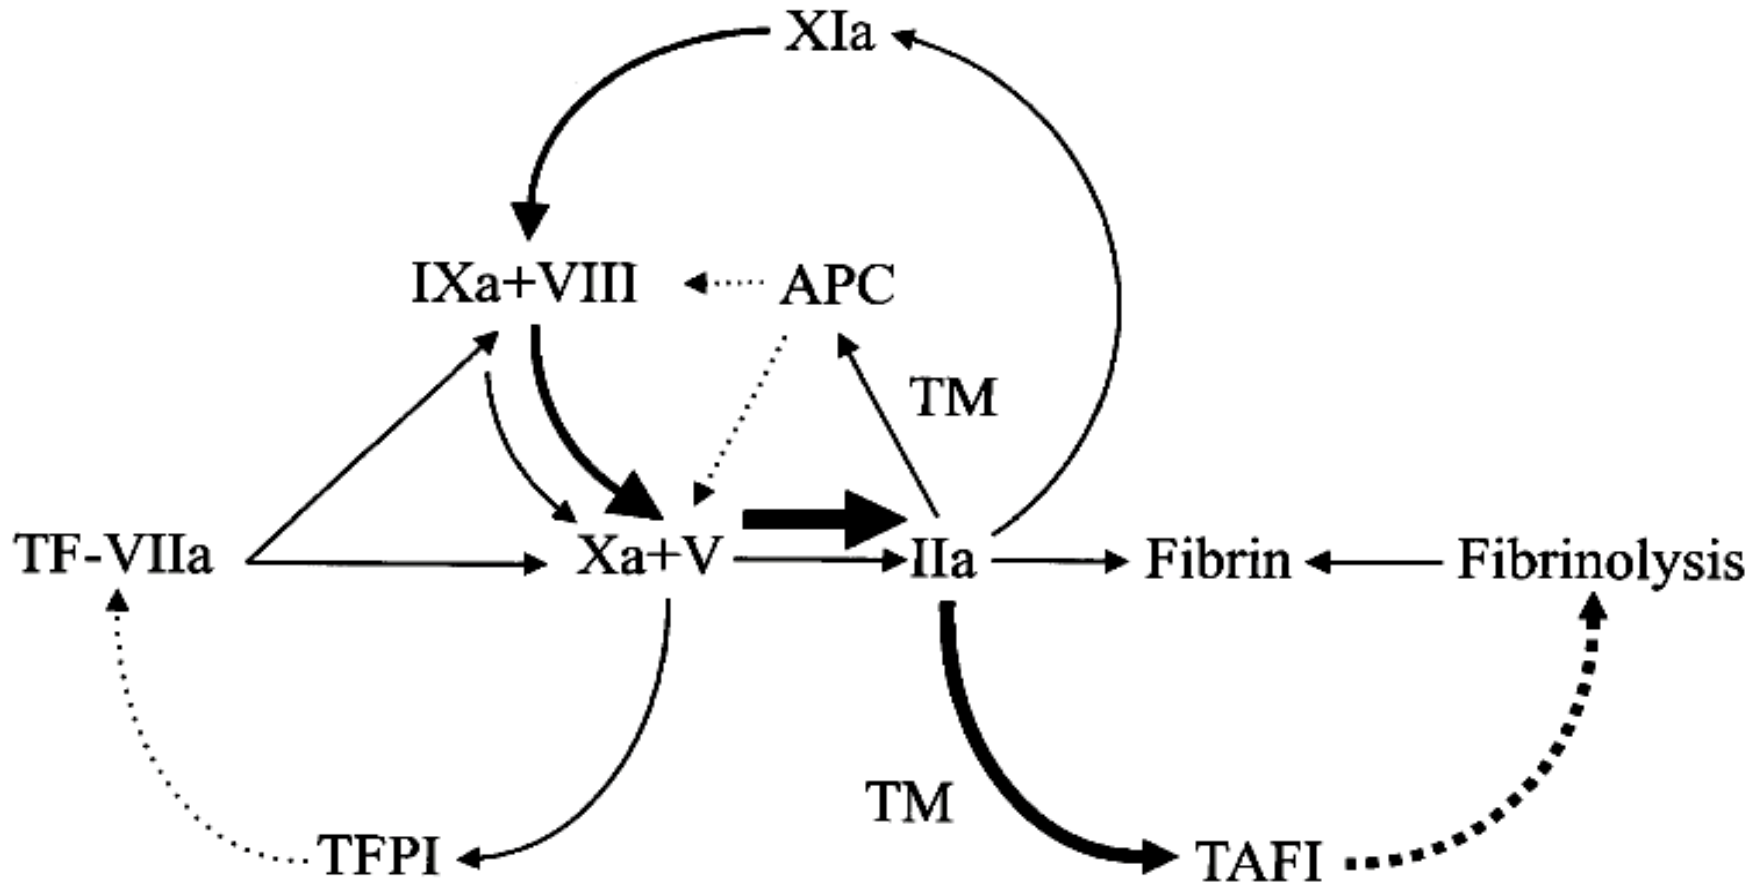 XIa
IXa+VIII
APC
TM
TF-VIIa
Xa+V
IIa
Fibrin
Fibrinolysis
TM
TFPI
TAFI